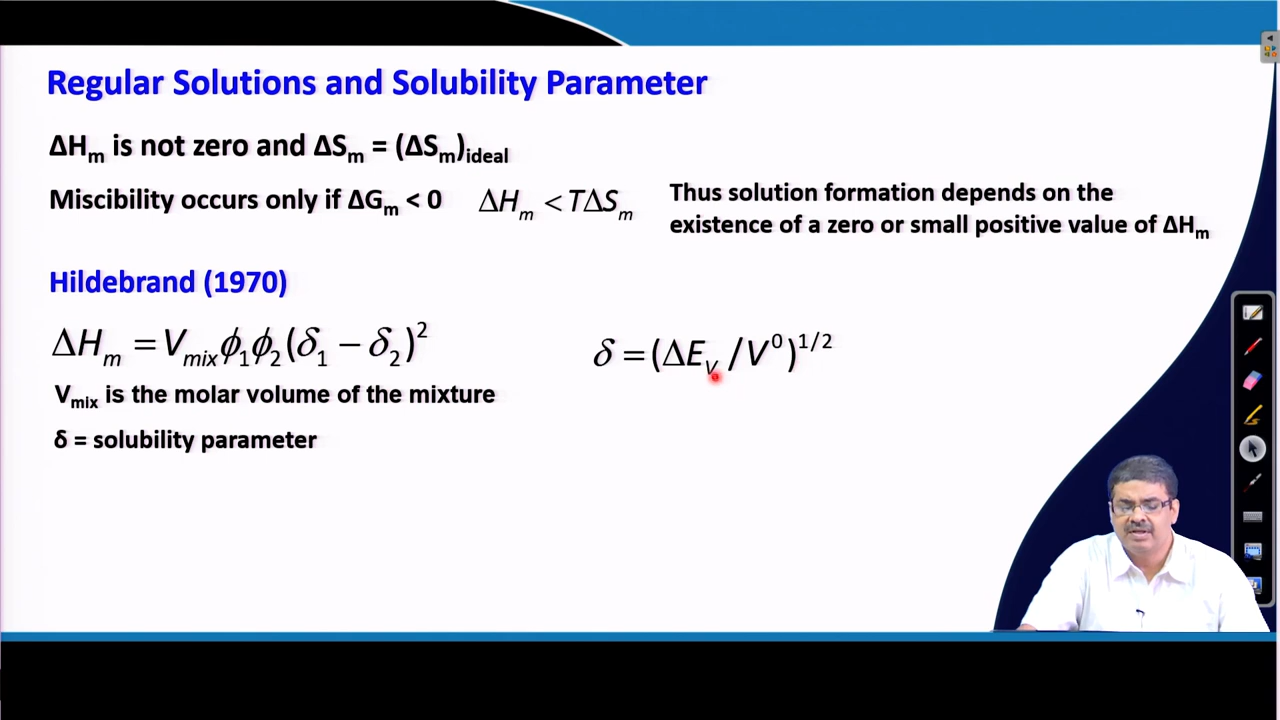 Regular Solutions and Solubility Parameter
ΔHₘ is not zero and ΔSₘ = (ΔSₘ)ideal
Miscibility occurs only if ΔGₘ < 0
ΔHₘ < TΔSₘ
Thus solution formation depends on the
existence of a zero or small positive value of ΔHₘ
Hildebrand (1970)
ΔHₘ = Vmix ϕ₁ϕ₂(δ₁ − δ₂)²
δ = (ΔEV / V⁰)¹/²
Vmix is the molar volume of the mixture
δ = solubility parameter